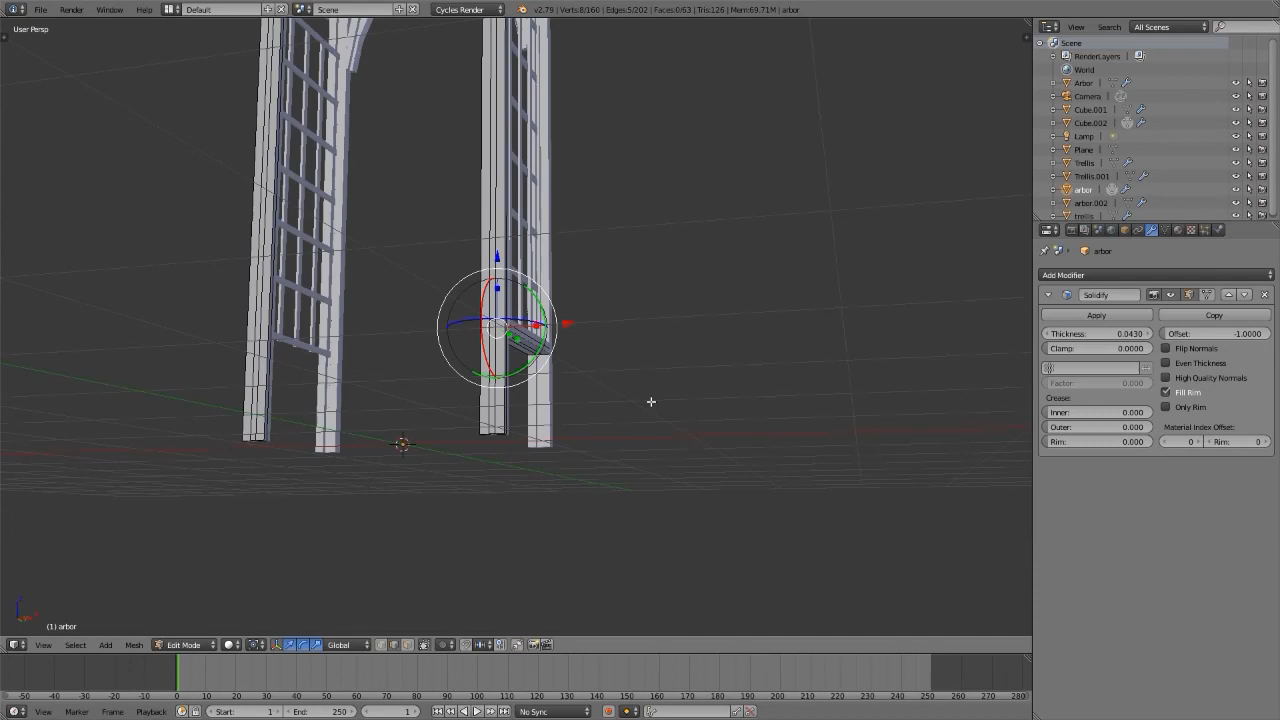 File Render Window Help Default Scene Cycles Render v2.79 | Verts:8/160 | Edges:5/202 | Faces:0/63 | Tris:126 | Mem:69.71M | arbor
User Persp
View Search All Scenes
Scene
RenderLayers
World
Arbor
Camera
Cube.001
Cube.002
Lamp
Plane
Trellis
Trellis.001
arbor
arbor.002
trellis
arbor
Add Modifier
Solidify
Apply Copy
Thickness: 0.0430 Offset: -1.0000
Clamp: 0.0000 Flip Normals
Even Thickness
Factor: 0.000 High Quality Normals
Crease: Fill Rim
Inner: 0.000 Only Rim
Outer: 0.000 Material Index Offset:
Rim: 0.000 0 Rim: 0
(1) arbor
View Select Add Mesh Edit Mode Global
-50 -40 -30 -20 -10 0 10 20 30 40 50 60 70 80 90 100 110 120 130 140 150 160 170 180 190 200 210 220 230 240 250 260 270 280
View Marker Frame Playback Start: 1 End: 250 1 No Sync